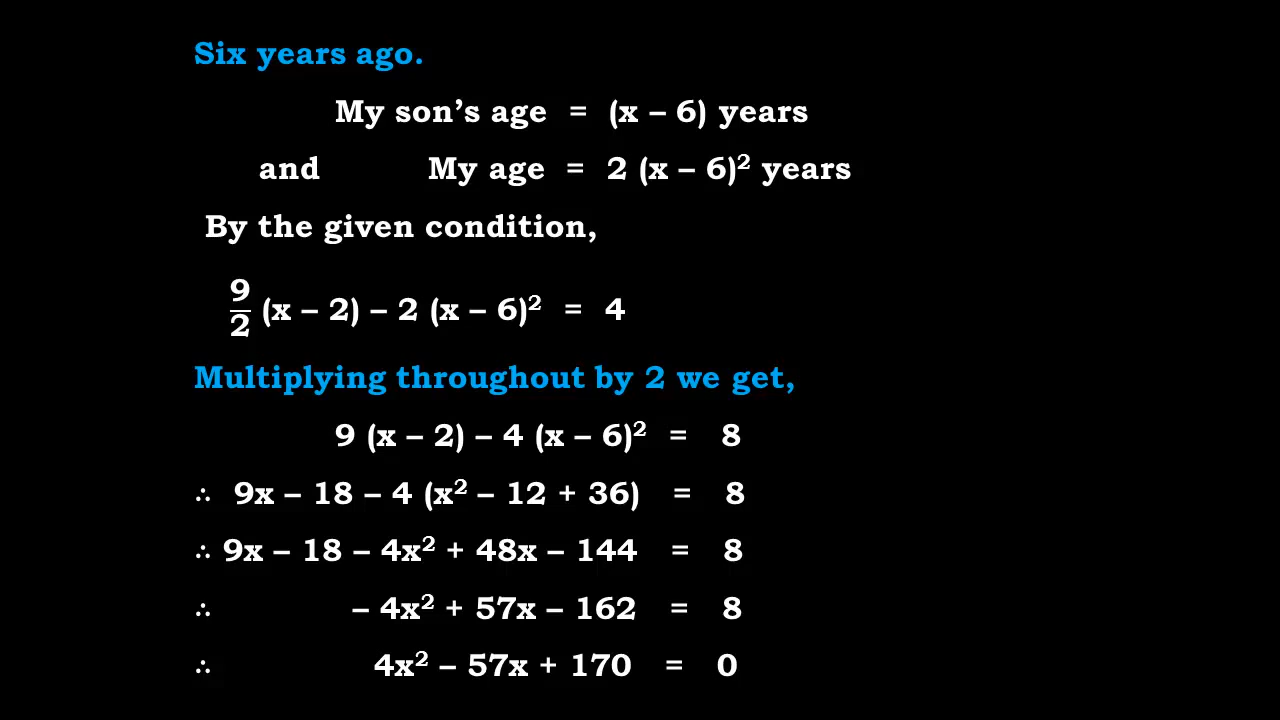 Six years ago.
My son’s age = (x – 6) years
and My age = 2 (x – 6)² years
By the given condition,
9/2 (x – 2) – 2 (x – 6)² = 4
Multiplying throughout by 2 we get,
9 (x – 2) – 4 (x – 6)² = 8
∴ 9x – 18 – 4 (x² – 12 + 36) = 8
∴ 9x – 18 – 4x² + 48x – 144 = 8
∴ – 4x² + 57x – 162 = 8
∴ 4x² – 57x + 170 = 0